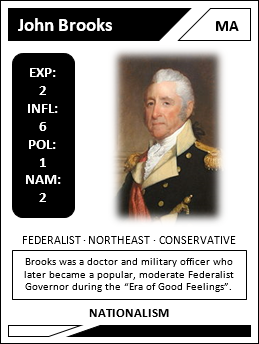 John Brooks
MA
EXP:
2
INFL:
6
POL:
1
NAM:
2
FEDERALIST · NORTHEAST · CONSERVATIVE
Brooks was a doctor and military officer who
later became a popular, moderate Federalist
Governor during the “Era of Good Feelings”.
NATIONALISM